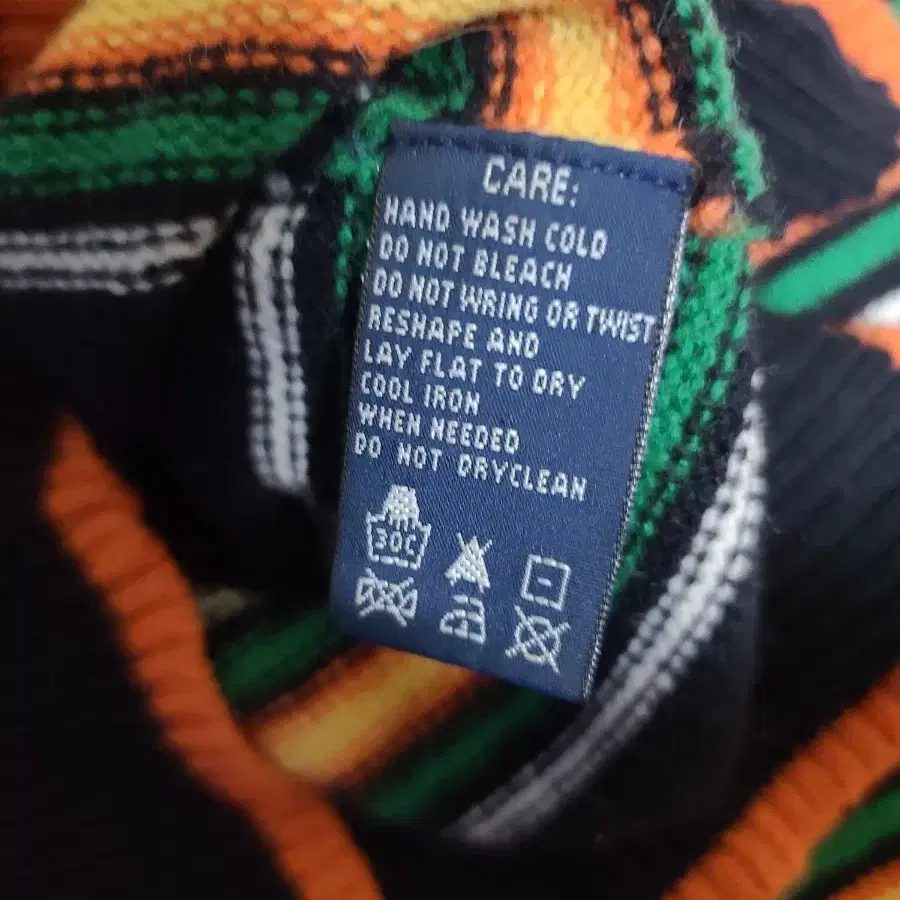 CARE:
HAND WASH COLD
DO NOT BLEACH
DO NOT WRING OR TWIST
RESHAPE AND
LAY FLAT TO DRY
COOL IRON
WHEN NEEDED
DO NOT DRYCLEAN
30C